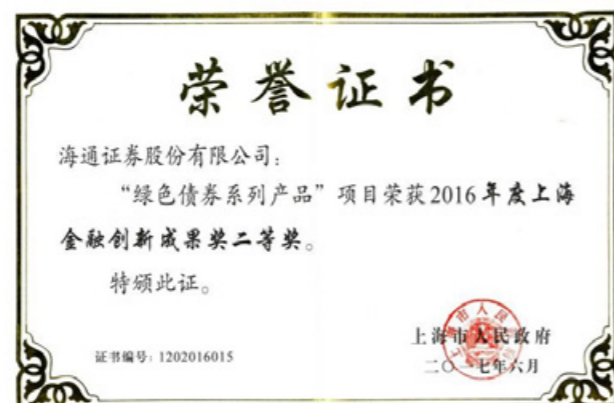 荣誉证书
海通证券股份有限公司:
“绿色债券系列产品”项目荣获2016年度上海
金融创新成果奖二等奖。
特颁此证。
上海市人民政府
证书编号:1202016015
二〇一七年六月